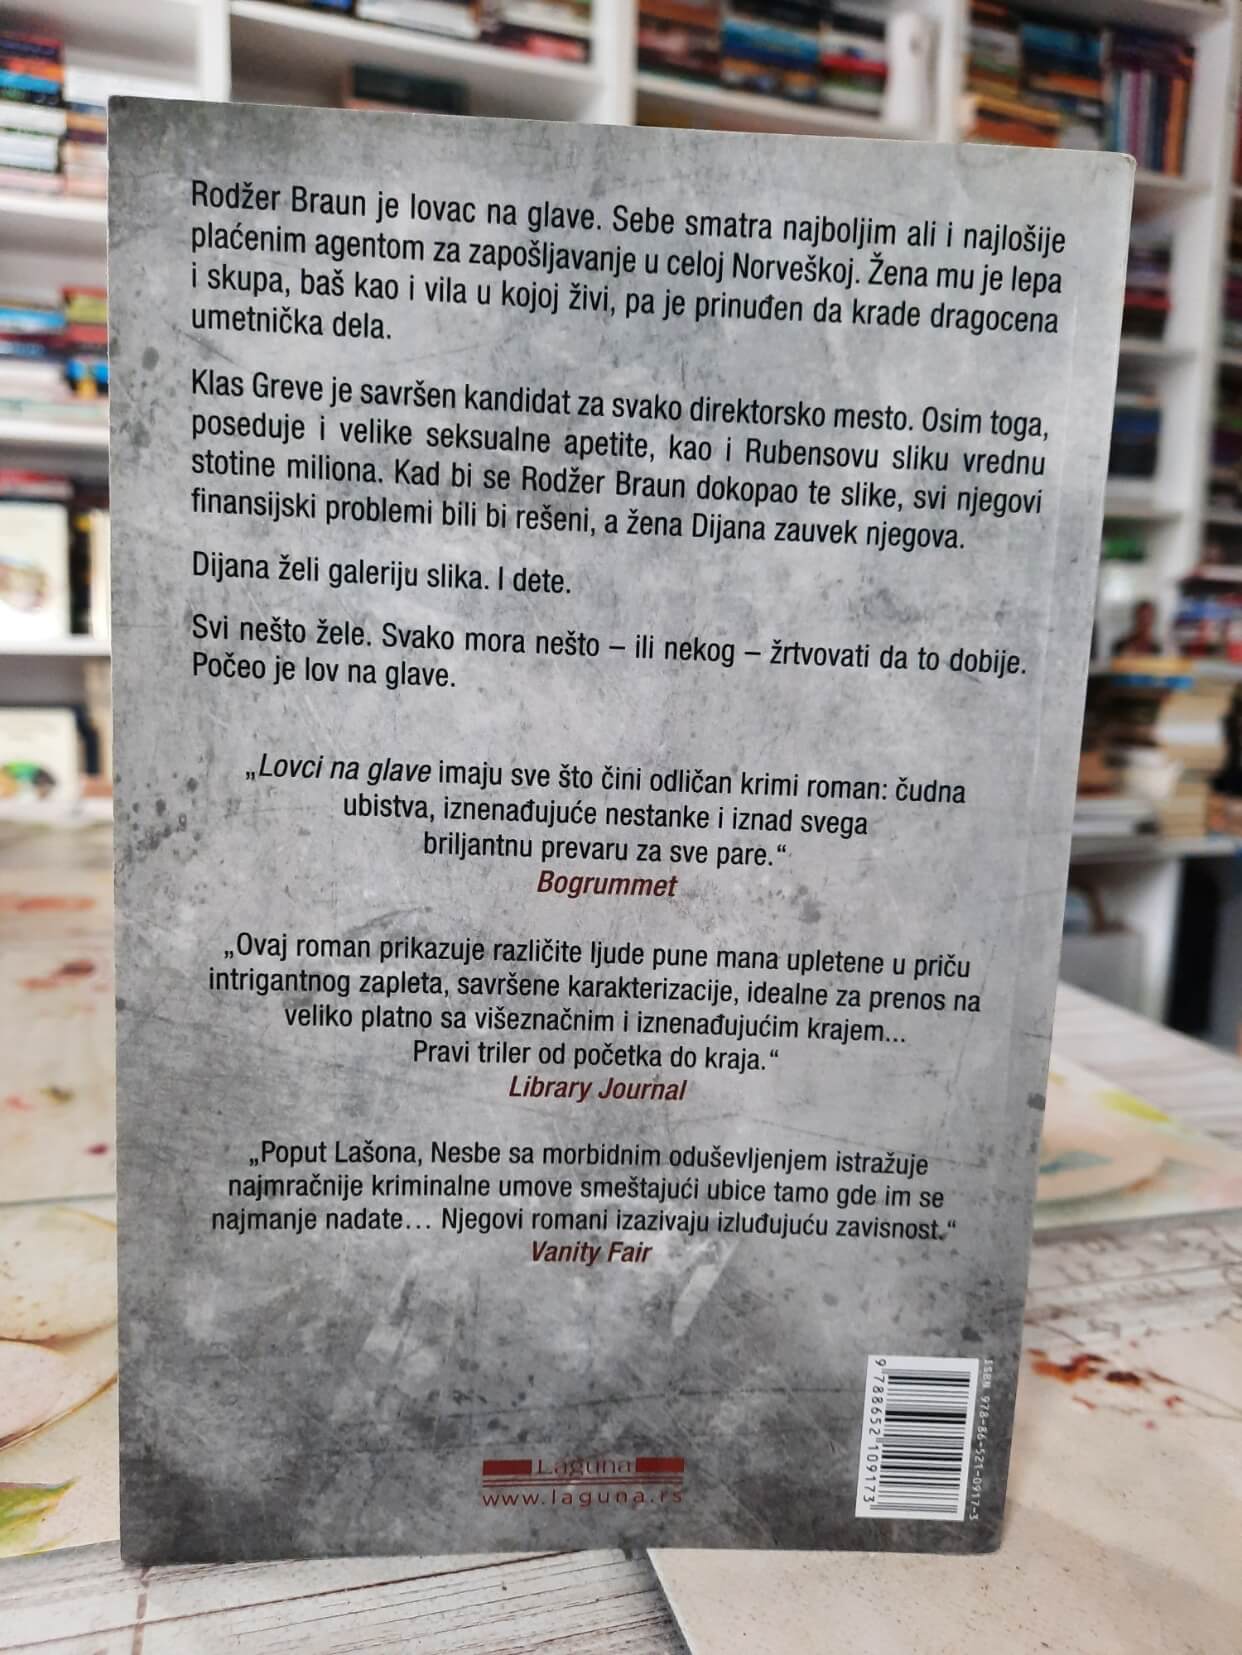 Rodžer Braun je lovac na glave. Sebe smatra najboljim ali i najlošije
plaćenim agentom za zapošljavanje u celoj Norveškoj. Žena mu je lepa
i skupa, baš kao i vila u kojoj živi, pa je prinuđen da krade dragocena
umetnička dela.
Klas Greve je savršen kandidat za svako direktorsko mesto. Osim toga,
poseduje i velike seksualne apetite, kao i Rubensovu sliku vrednu
stotine miliona. Kad bi se Rodžer Braun dokopao te slike, svi njegovi
finansijski problemi bili bi rešeni, a žena Dijana zauvek njegova.
Dijana želi galeriju slika. I dete.
Svi nešto žele. Svako mora nešto – ili nekog – žrtvovati da to dobije.
Počeo je lov na glave.
„Lovci na glave imaju sve što čini odličan krimi roman: čudna
ubistva, iznenađujuće nestanke i iznad svega
briljantnu prevaru za sve pare.“
Bogrummet
„Ovaj roman prikazuje različite ljude pune mana upletene u priču
intrigantnog zapleta, savršene karakterizacije, idealne za prenos na
veliko platno sa višeznačnim i iznenađujućim krajem...
Pravi triler od početka do kraja.“
Library Journal
„Poput Lašona, Nesbe sa morbidnim oduševljenjem istražuje
najmračnije kriminalne umove smeštajući ubice tamo gde im se
najmanje nadate... Njegovi romani izazivaju izluđujuću zavisnost.“
Vanity Fair
Laguna
www.laguna.rs
ISBN 978-86-521-0917-3
9788652109173